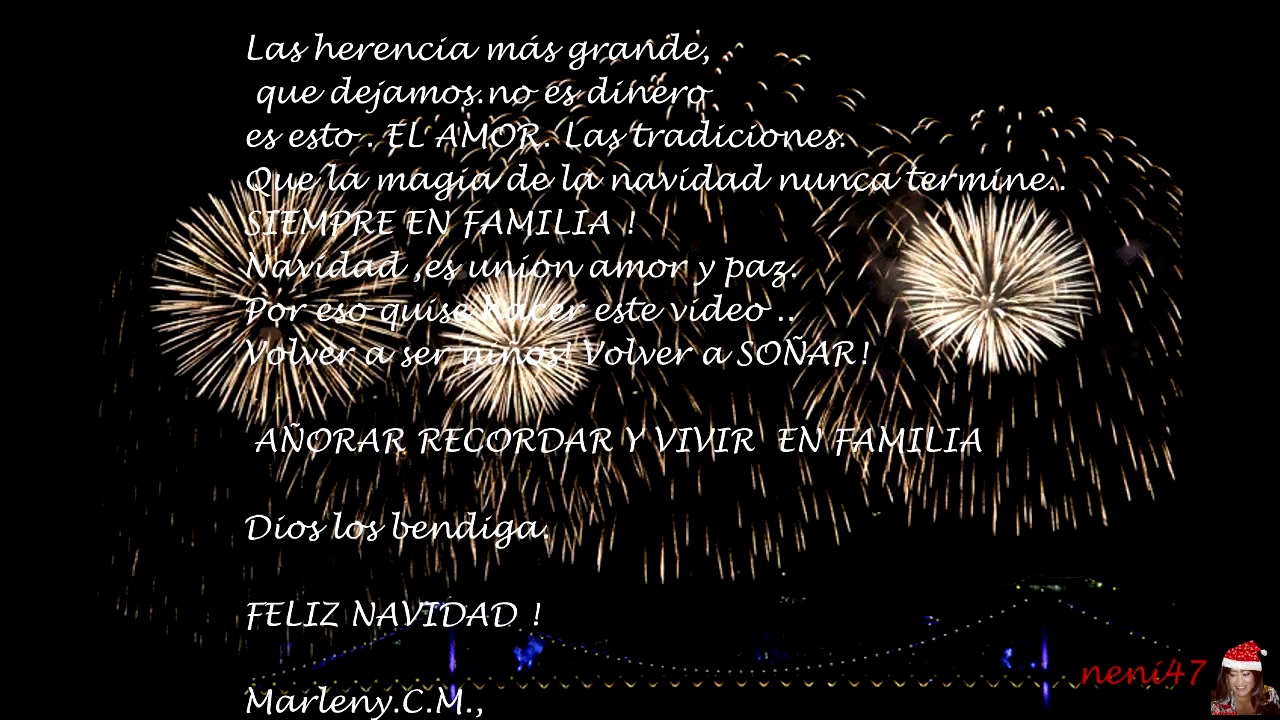 Las herencia más grande,
que dejamos.no es dinero
es esto . EL AMOR. Las tradiciones.
Que la magia de la navidad nunca termine..
SIEMPRE EN FAMILIA !
Navidad ,es union amor y paz.
Por eso quise hacer este video ..
Volver a ser niños! Volver a SOÑAR!
AÑORAR RECORDAR Y VIVIR EN FAMILIA
Dios los bendiga.
FELIZ NAVIDAD !
Marleny.C.M.,
neni47